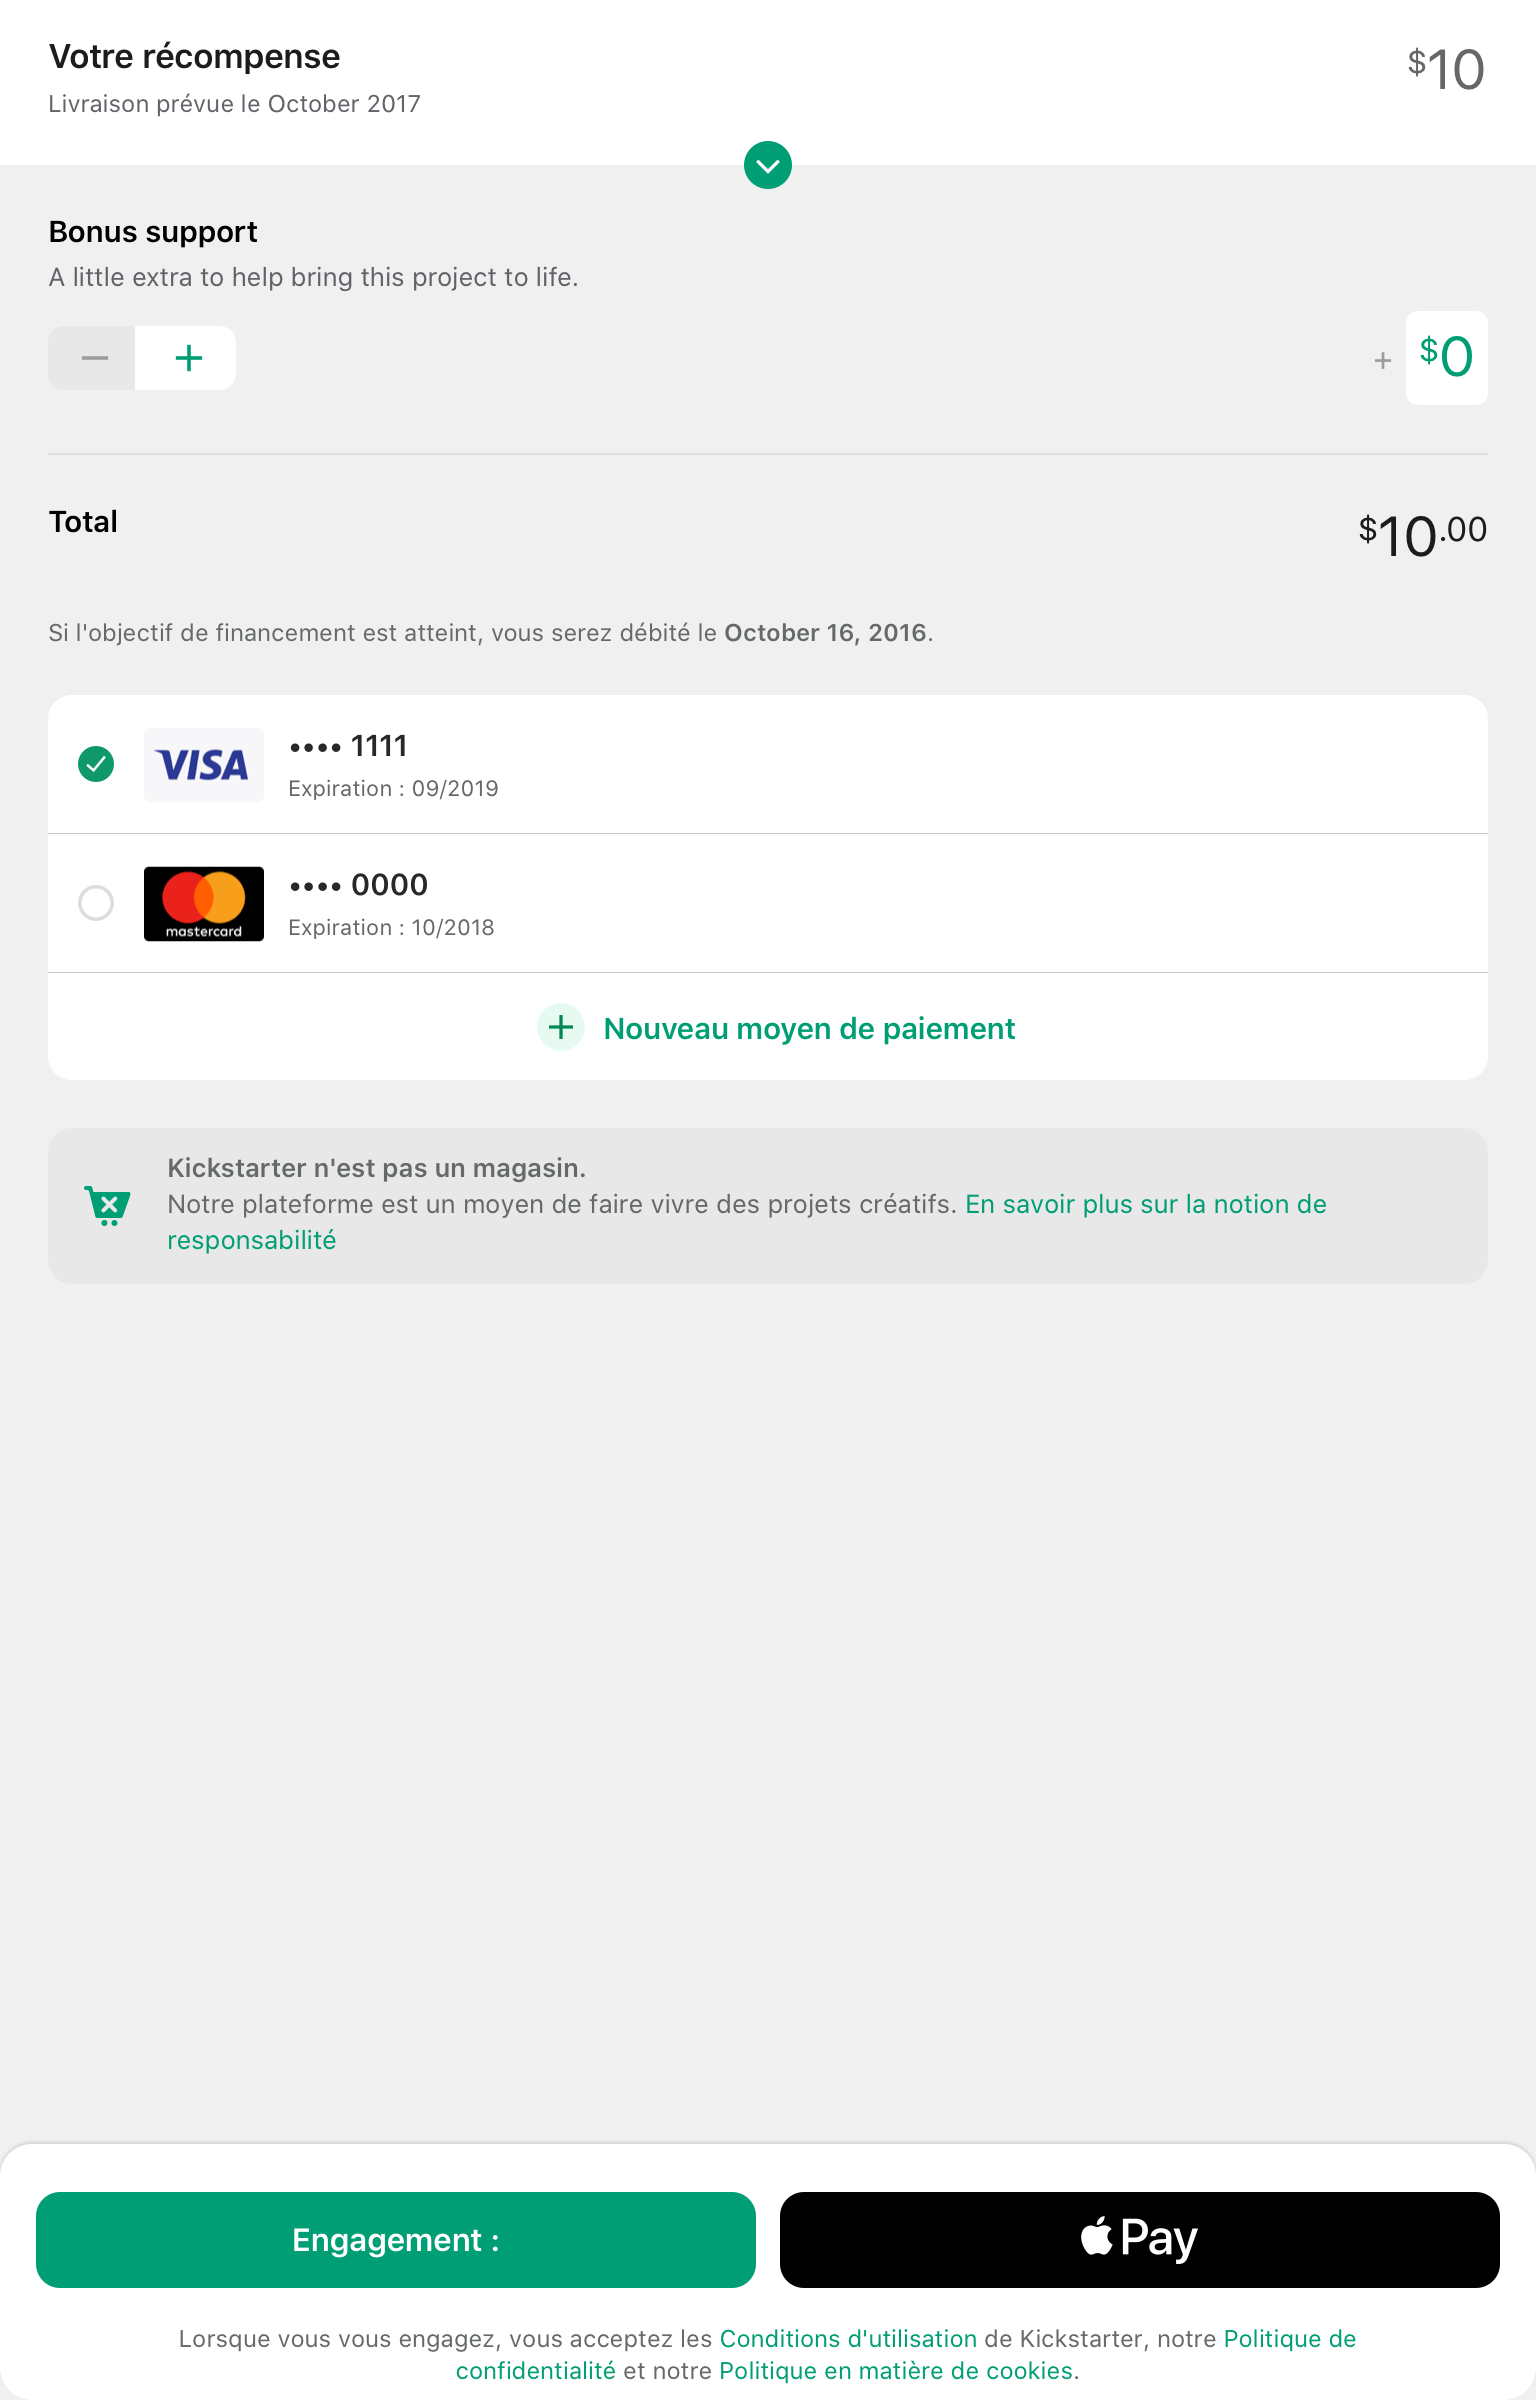 Votre récompense
$10
Livraison prévue le October 2017
Bonus support
A little extra to help bring this project to life.
+ $0
Total
$10.00
Si l'objectif de financement est atteint, vous serez débité le October 16, 2016.
VISA
•••• 1111
Expiration : 09/2019
mastercard
•••• 0000
Expiration : 10/2018
Nouveau moyen de paiement
Kickstarter n'est pas un magasin.
Notre plateforme est un moyen de faire vivre des projets créatifs. En savoir plus sur la notion de
responsabilité
Engagement :
Pay
Lorsque vous vous engagez, vous acceptez les Conditions d'utilisation de Kickstarter, notre Politique de
confidentialité et notre Politique en matière de cookies.